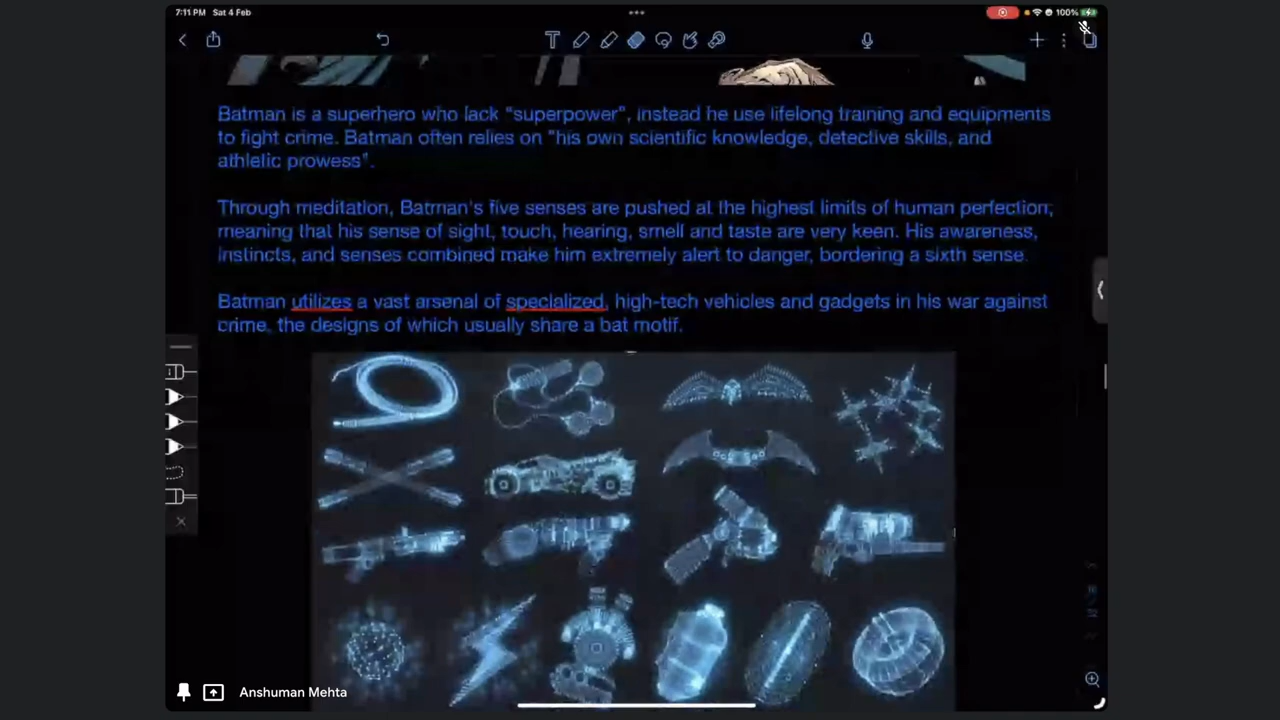 7:11 PM Sat 4 Feb
100%
Batman is a superhero who lack "superpower", instead he use lifelong training and equipments
to fight crime. Batman often relies on "his own scientific knowledge, detective skills, and
athletic prowess".
Through meditation, Batman's five senses are pushed at the highest limits of human perfection,
meaning that his sense of sight, touch, hearing, smell and taste are very keen. His awareness,
instincts, and senses combined make him extremely alert to danger, bordering a sixth sense.
Batman utilizes a vast arsenal of specialized, high-tech vehicles and gadgets in his war against
crime, the designs of which usually share a bat motif.
Anshuman Mehta